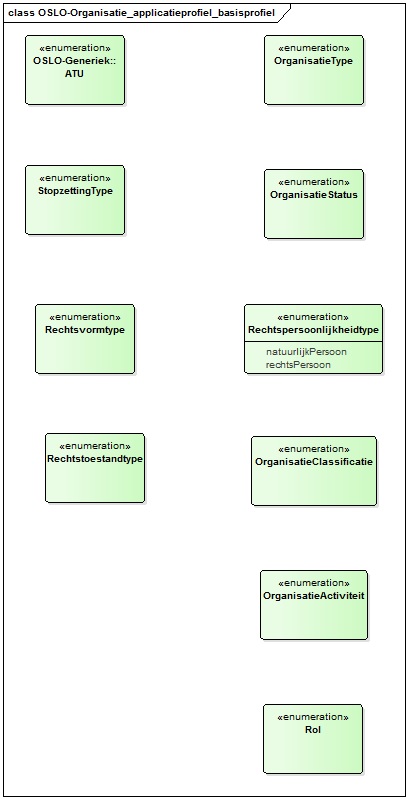 class OSLO-Organisatie_applicatieprofiel_basisprofiel
«enumeration»
OSLO-Generiek::
ATU
«enumeration»
OrganisatieType
«enumeration»
StopzettingType
«enumeration»
OrganisatieStatus
«enumeration»
Rechtsvormtype
«enumeration»
Rechtspersoonlijkheidtype
natuurlijkPersoon
rechtsPersoon
«enumeration»
Rechtstoestandtype
«enumeration»
OrganisatieClassificatie
«enumeration»
OrganisatieActiviteit
«enumeration»
Rol